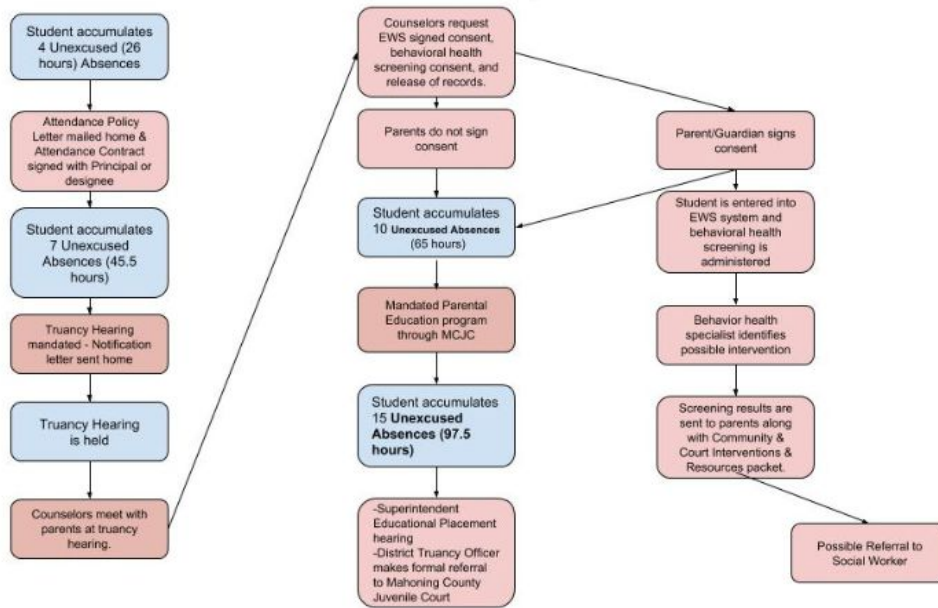 Student accumulates
4 Unexcused (26
hours) Absences
Attendance Policy
Letter mailed home &
Attendance Contract
signed with Principal or
designee
Student accumulates
7 Unexcused
Absences (45.5
hours)
Truancy Hearing
mandated - Notification
letter sent home
Truancy Hearing
is held
Counselors meet with
parents at truancy
hearing.
Counselors request
EWS signed consent,
behavioral health
screening consent, and
release of records.
Parents do not sign
consent
Student accumulates
10 Unexcused Absences
(65 hours)
Mandated Parental
Education program
through MCJC
Student accumulates
15 Unexcused
Absences (97.5
hours)
-Superintendent
Educational Placement
hearing
-District Truancy Officer
makes formal referral
to Mahoning County
Juvenile Court
Parent/Guardian signs
consent
Student is entered into
EWS system and
behavioral health
screening is
administered
Behavior health
specialist identifies
possible intervention
Screening results are
sent to parents along
with Community &
Court Interventions &
Resources packet.
Possible Referral to
Social Worker